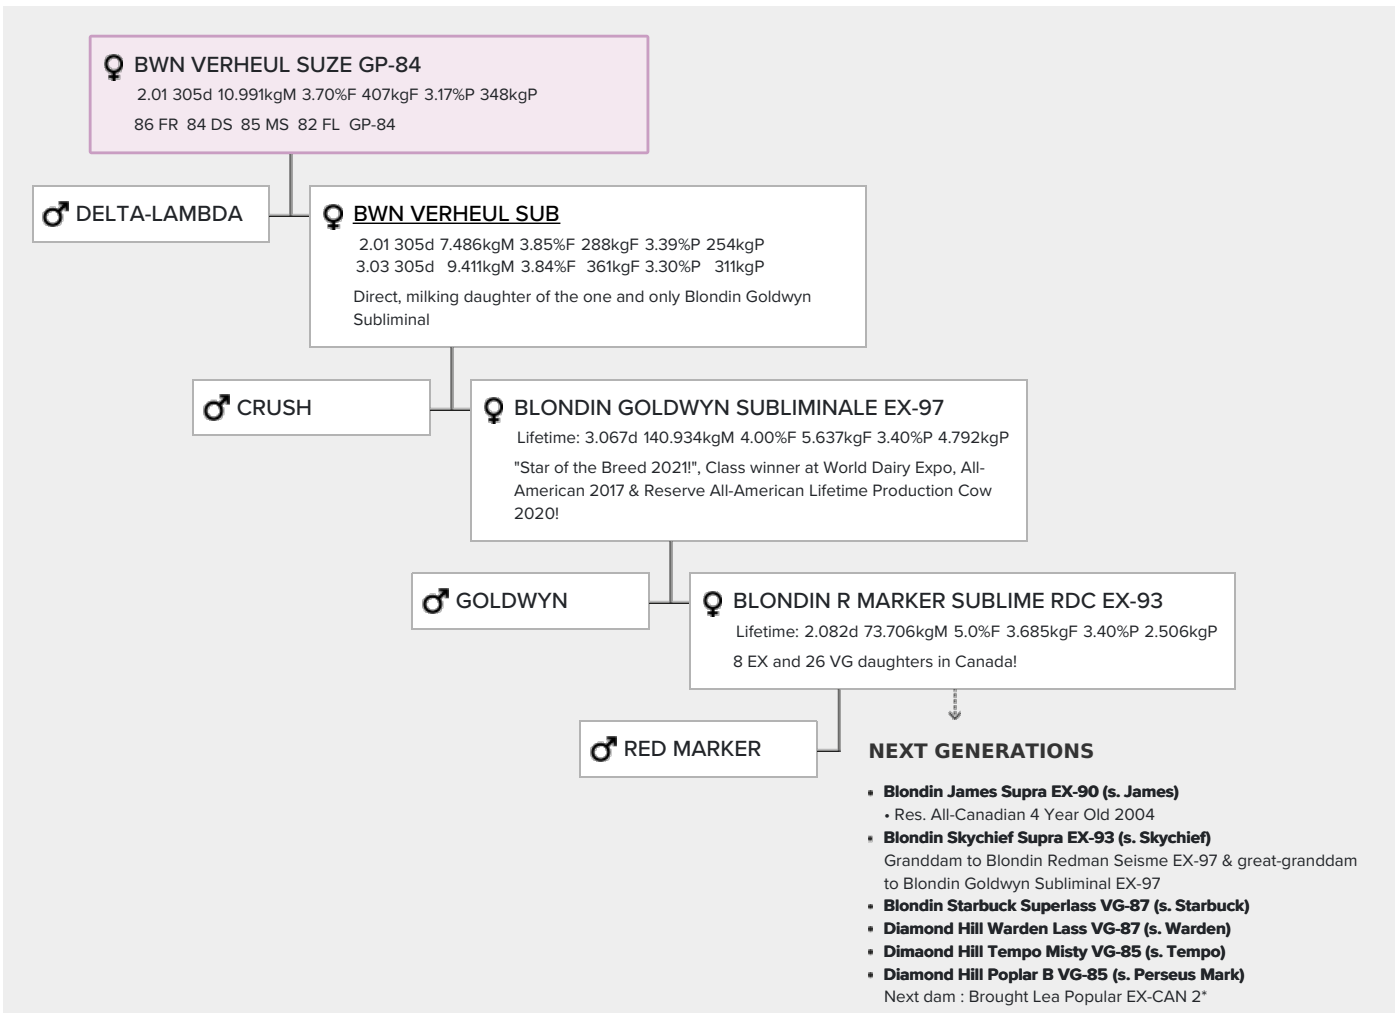 BWN VERHEUL SUZE GP-84
2.01 305d 10.991kgM 3.70%F 407kgF 3.17%P 348kgP
86 FR 84 DS 85 MS 82 FL GP-84
DELTA-LAMBDA
BWN VERHEUL SUB
2.01 305d 7.486kgM 3.85%F 288kgF 3.39%P 254kgP
3.03 305d 9.411kgM 3.84%F 361kgF 3.30%P 311kgP
Direct, milking daughter of the one and only Blondin Goldwyn
Subliminal
CRUSH
BLONDIN GOLDWYN SUBLIMINALE EX-97
Lifetime: 3.067d 140.934kgM 4.00%F 5.637kgF 3.40%P 4.792kgP
"Star of the Breed 2021!", Class winner at World Dairy Expo, All-
American 2017 & Reserve All-American Lifetime Production Cow
2020!
GOLDWYN
BLONDIN R MARKER SUBLIME RDC EX-93
Lifetime: 2.082d 73.706kgM 5.0%F 3.685kgF 3.40%P 2.506kgP
8 EX and 26 VG daughters in Canada!
RED MARKER
NEXT GENERATIONS
• Blondin James Supra EX-90 (s. James)
• Res. All-Canadian 4 Year Old 2004
• Blondin Skychief Supra EX-93 (s. Skychief)
Granddam to Blondin Redman Seisme EX-97 & great-granddam
to Blondin Goldwyn Subliminal EX-97
• Blondin Starbuck Superlass VG-87 (s. Starbuck)
• Diamond Hill Warden Lass VG-87 (s. Warden)
• Dimaond Hill Tempo Misty VG-85 (s. Tempo)
• Diamond Hill Poplar B VG-85 (s. Perseus Mark)
Next dam : Brought Lea Popular EX-CAN 2*